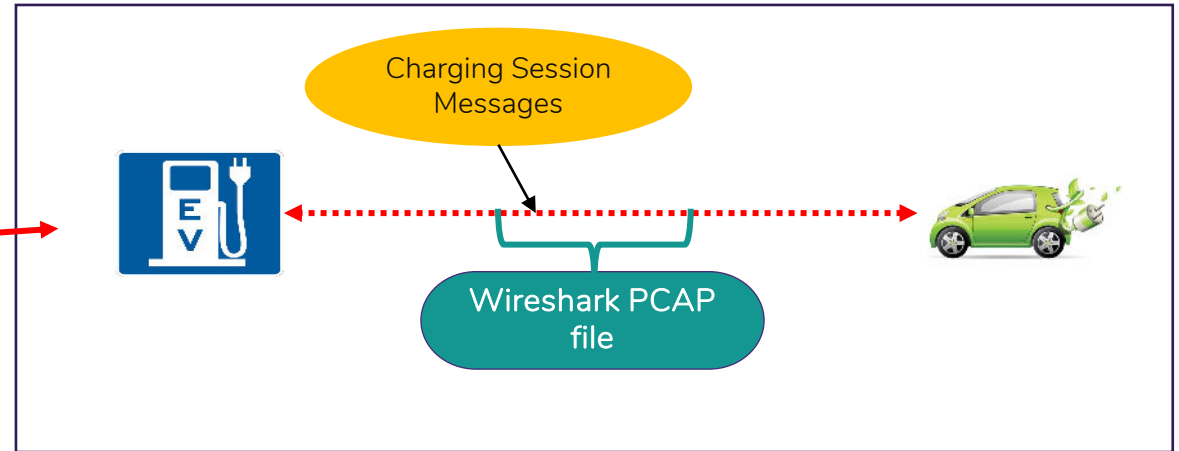 Charging Session
Messages
E
V
Wireshark PCAP
file